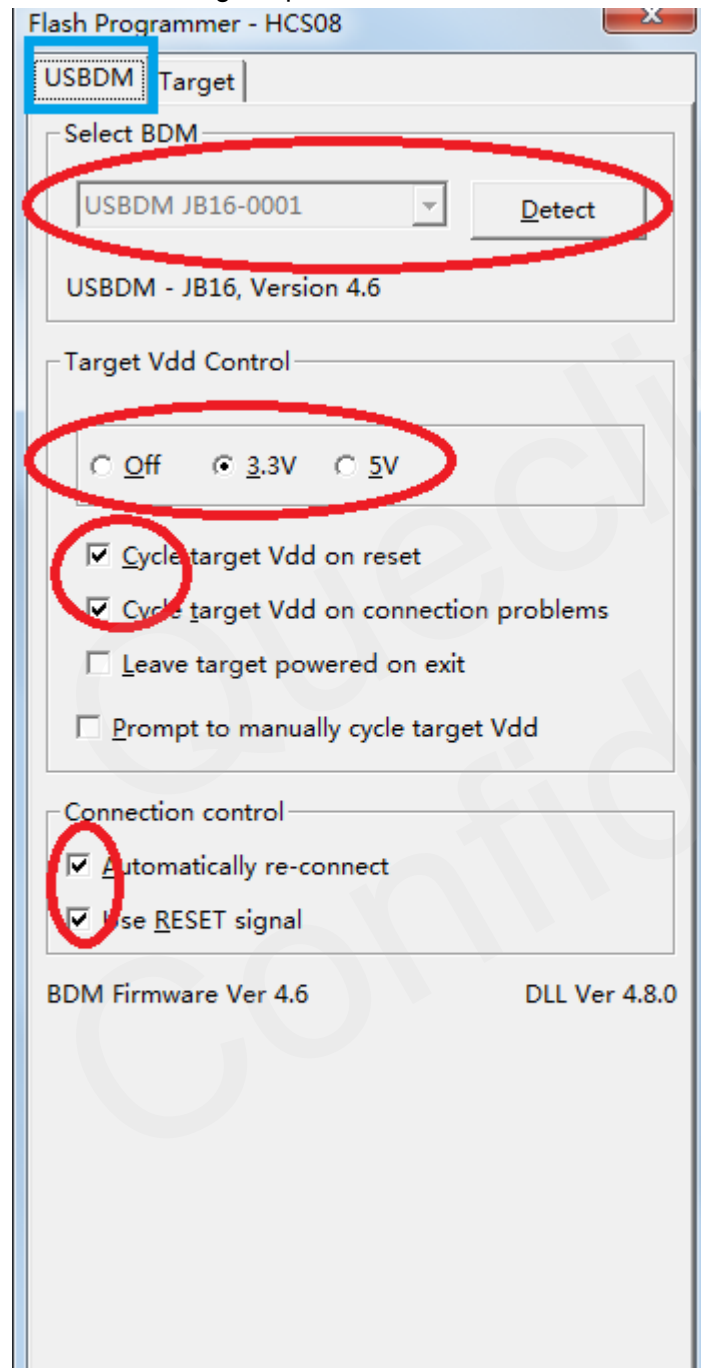 Flash Programmer - HCS08
USBDM Target
Select BDM
USBDM JB16-0001 Detect
USBDM - JB16, Version 4.6
Target Vdd Control
Off 3.3V 5V
Cycle target Vdd on reset
Cycle target Vdd on connection problems
Leave target powered on exit
Prompt to manually cycle target Vdd
Connection control
Automatically re-connect
Use RESET signal
BDM Firmware Ver 4.6 DLL Ver 4.8.0